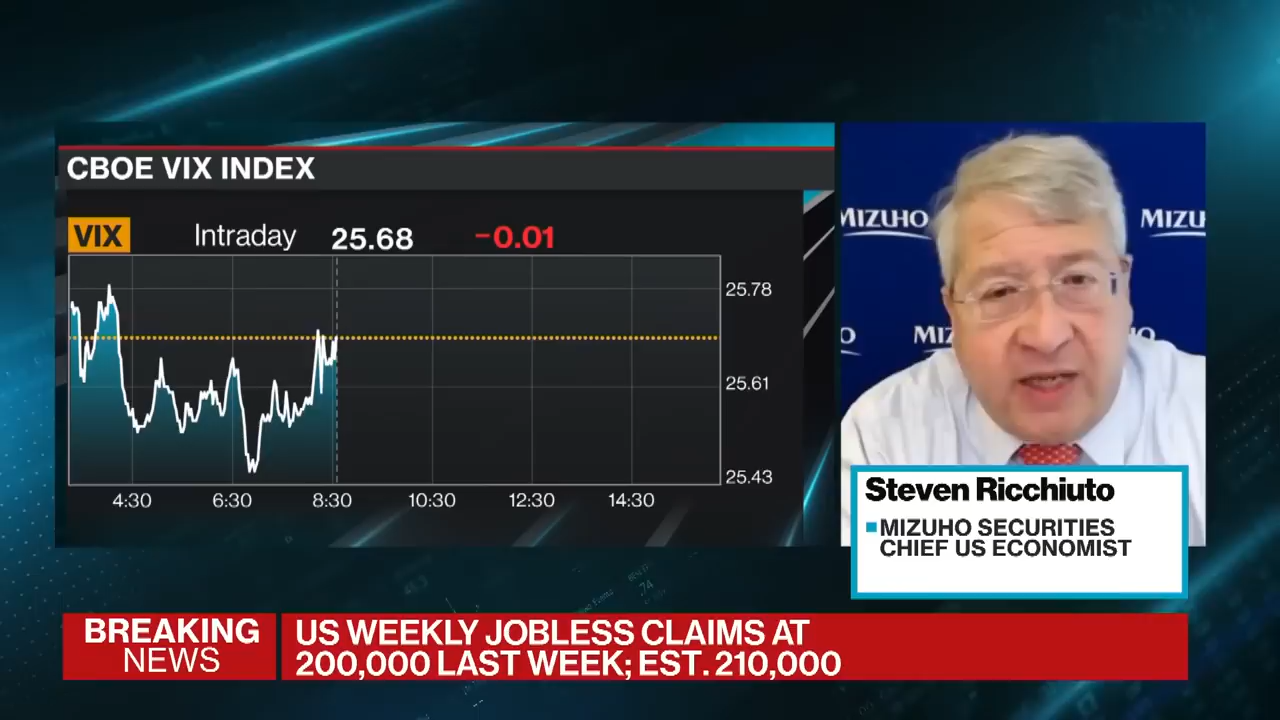 CBOE VIX INDEX
VIX Intraday 25.68 -0.01
25.78
25.61
25.43
4:30 6:30 8:30 10:30 12:30 14:30
MIZUHO MIZU
Steven Ricchiuto
MIZUHO SECURITIES
CHIEF US ECONOMIST
BREAKING
NEWS
US WEEKLY JOBLESS CLAIMS AT
200,000 LAST WEEK; EST. 210,000